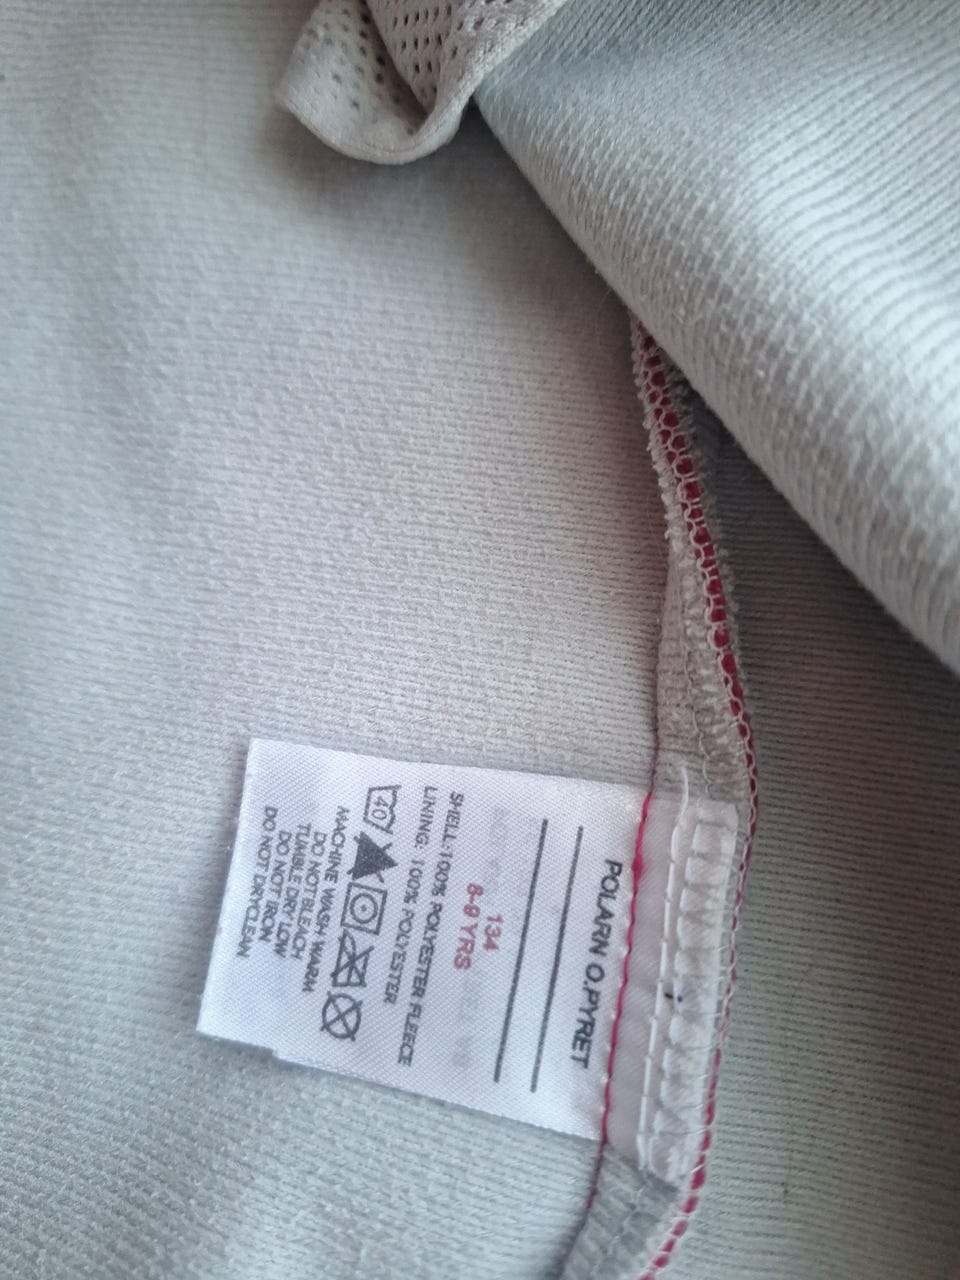 POLARN O.PYRET
134
8-9 YRS
SHELL: 100% POLYESTER FLEECE
LINING: 100% POLYESTER
40
MACHINE WASH WARM
DO NOT BLEACH
TUMBLE DRY LOW
DO NOT IRON
DO NOT DRYCLEAN